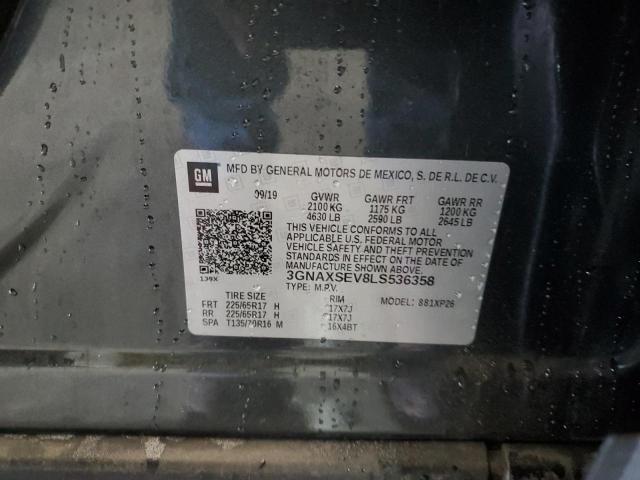 GM MFD BY GENERAL MOTORS DE MEXICO, S. DE R.L. DE C.V.
09/19 GVWR GAWR FRT GAWR RR
2100 KG 1175 KG 1200 KG
4630 LB 2590 LB 2645 LB
THIS VEHICLE CONFORMS TO ALL
APPLICABLE U.S. FEDERAL MOTOR
VEHICLE SAFETY AND THEFT PREVENTION
STANDARDS IN EFFECT ON THE DATE OF
MANUFACTURE SHOWN ABOVE.
3GNAXSEV8LS536358
TYPE: M.P.V. MODEL: 881XP26
TIRE SIZE RIM
FRT 225/65R17 H 17X7J
RR 225/65R17 H 17X7J
SPA T135/70R16 M 16X4BT